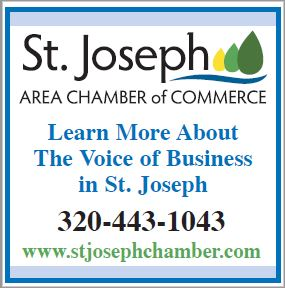 St. Joseph
AREA CHAMBER of COMMERCE
Learn More About
The Voice of Business
in St. Joseph
320-443-1043
www.stjosephchamber.com